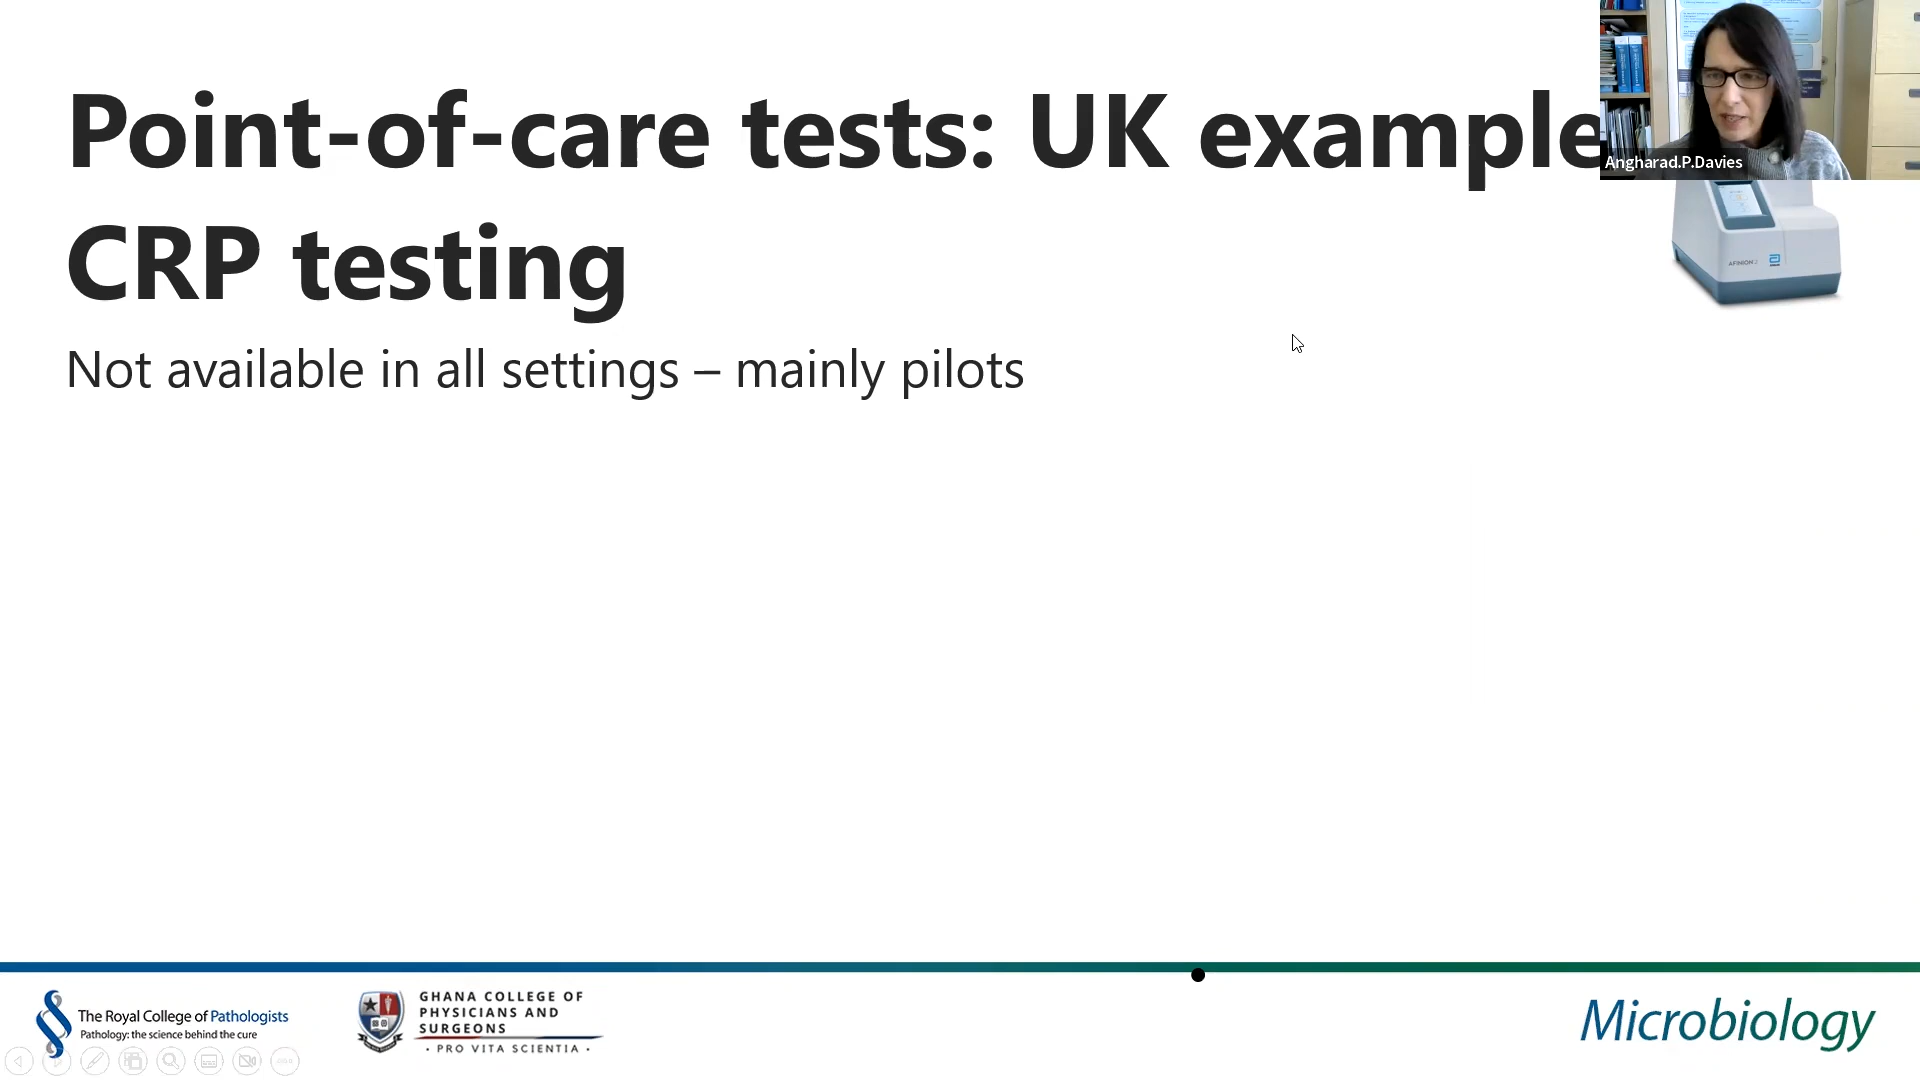 Point-of-care tests: UK example
CRP testing
Not available in all settings – mainly pilots
Angharad.P.Davies
AFINION 2
The Royal College of Pathologists
Pathology: the science behind the cure
GHANA COLLEGE OF
PHYSICIANS AND
SURGEONS
· PRO VITA SCIENTIA ·
Microbiology